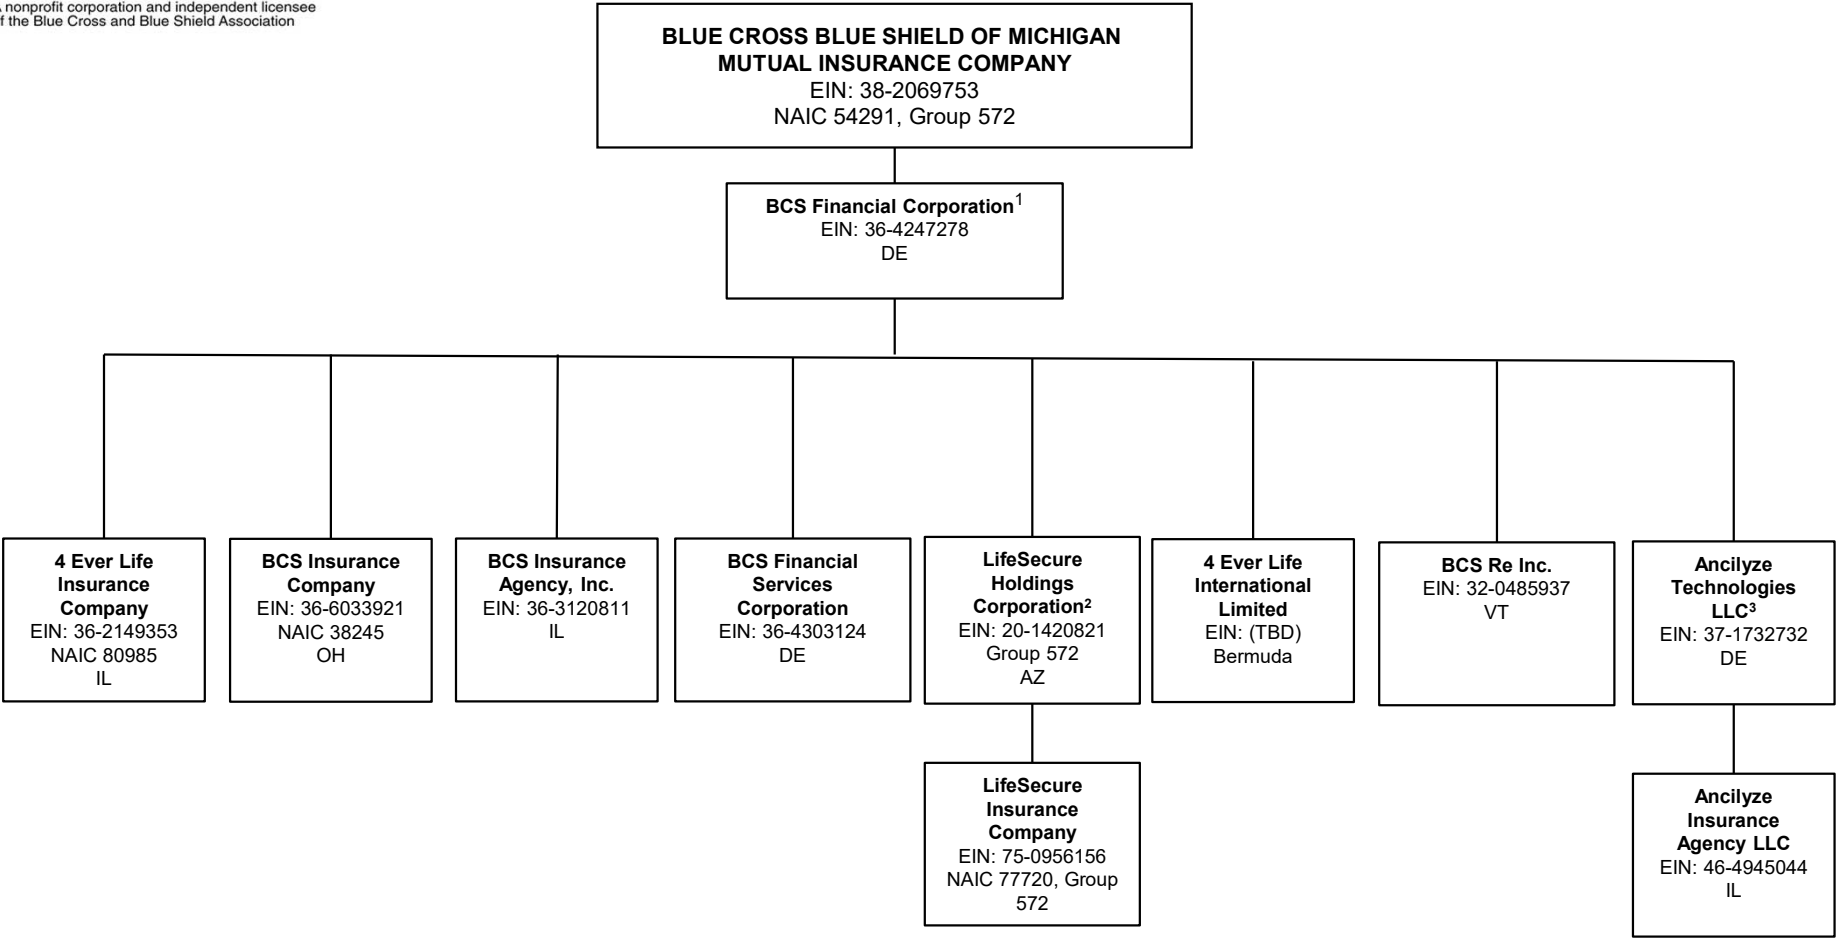 nonprofit corporation and independent licensee
of the Blue Cross and Blue Shield Association
BLUE CROSS BLUE SHIELD OF MICHIGAN
MUTUAL INSURANCE COMPANY
EIN: 38-2069753
NAIC 54291, Group 572
BCS Financial Corporation1
EIN: 36-4247278
DE
4 Ever Life
Insurance
Company
EIN: 36-2149353
NAIC 80985
IL
BCS Insurance
Company
EIN: 36-6033921
NAIC 38245
OH
BCS Insurance
Agency, Inc.
EIN: 36-3120811
IL
BCS Financial
Services
Corporation
EIN: 36-4303124
DE
LifeSecure
Holdings
Corporation2
EIN: 20-1420821
Group 572
AZ
4 Ever Life
International
Limited
EIN: (TBD)
Bermuda
BCS Re Inc.
EIN: 32-0485937
VT
Ancilyze
Technologies
LLC3
EIN: 37-1732732
DE
LifeSecure
Insurance
Company
EIN: 75-0956156
NAIC 77720, Group
572
Ancilyze
Insurance
Agency LLC
EIN: 46-4945044
IL